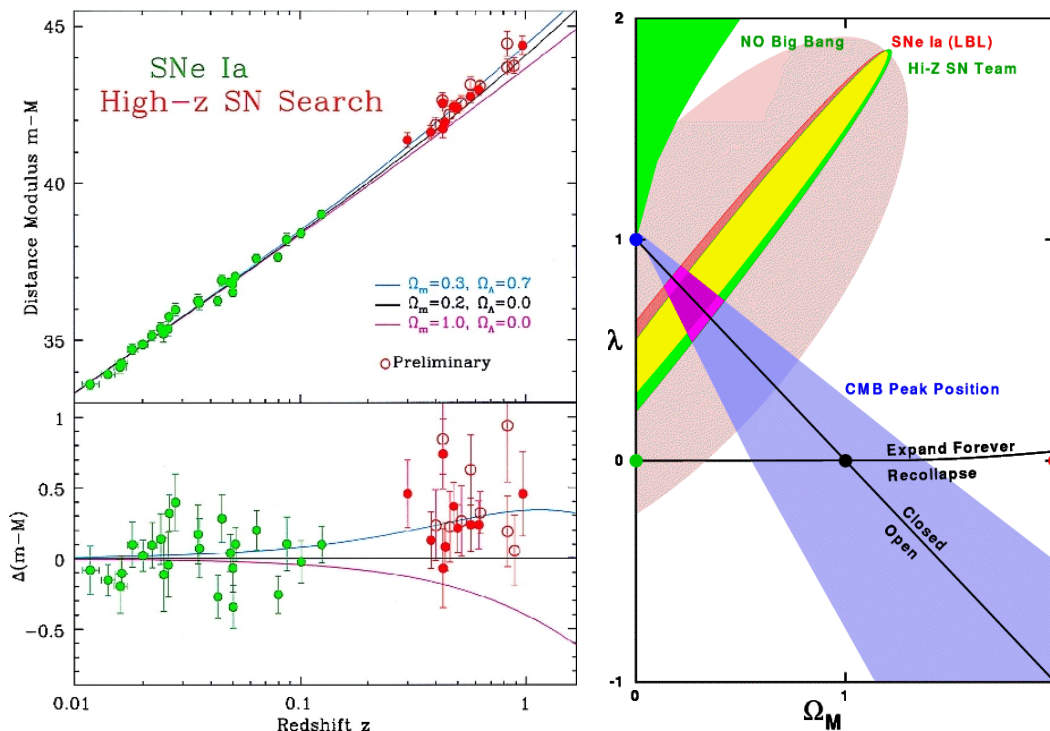 45
SNe Ia
High-z SN Search
Distance Modulus m-M
40
Ωm=0.3, ΩΛ=0.7
Ωm=0.2, ΩΛ=0.0
Ωm=1.0, ΩΛ=0.0
Preliminary
35
1
0.5
Δ(m-M)
0
-0.5
0.01
0.1
1
Redshift z
2
NO Big Bang
SNe Ia (LBL)
Hi-Z SN Team
1
λ
CMB Peak Position
Expand Forever
0
Recollapse
Closed
Open
-1
0
1
ΩM